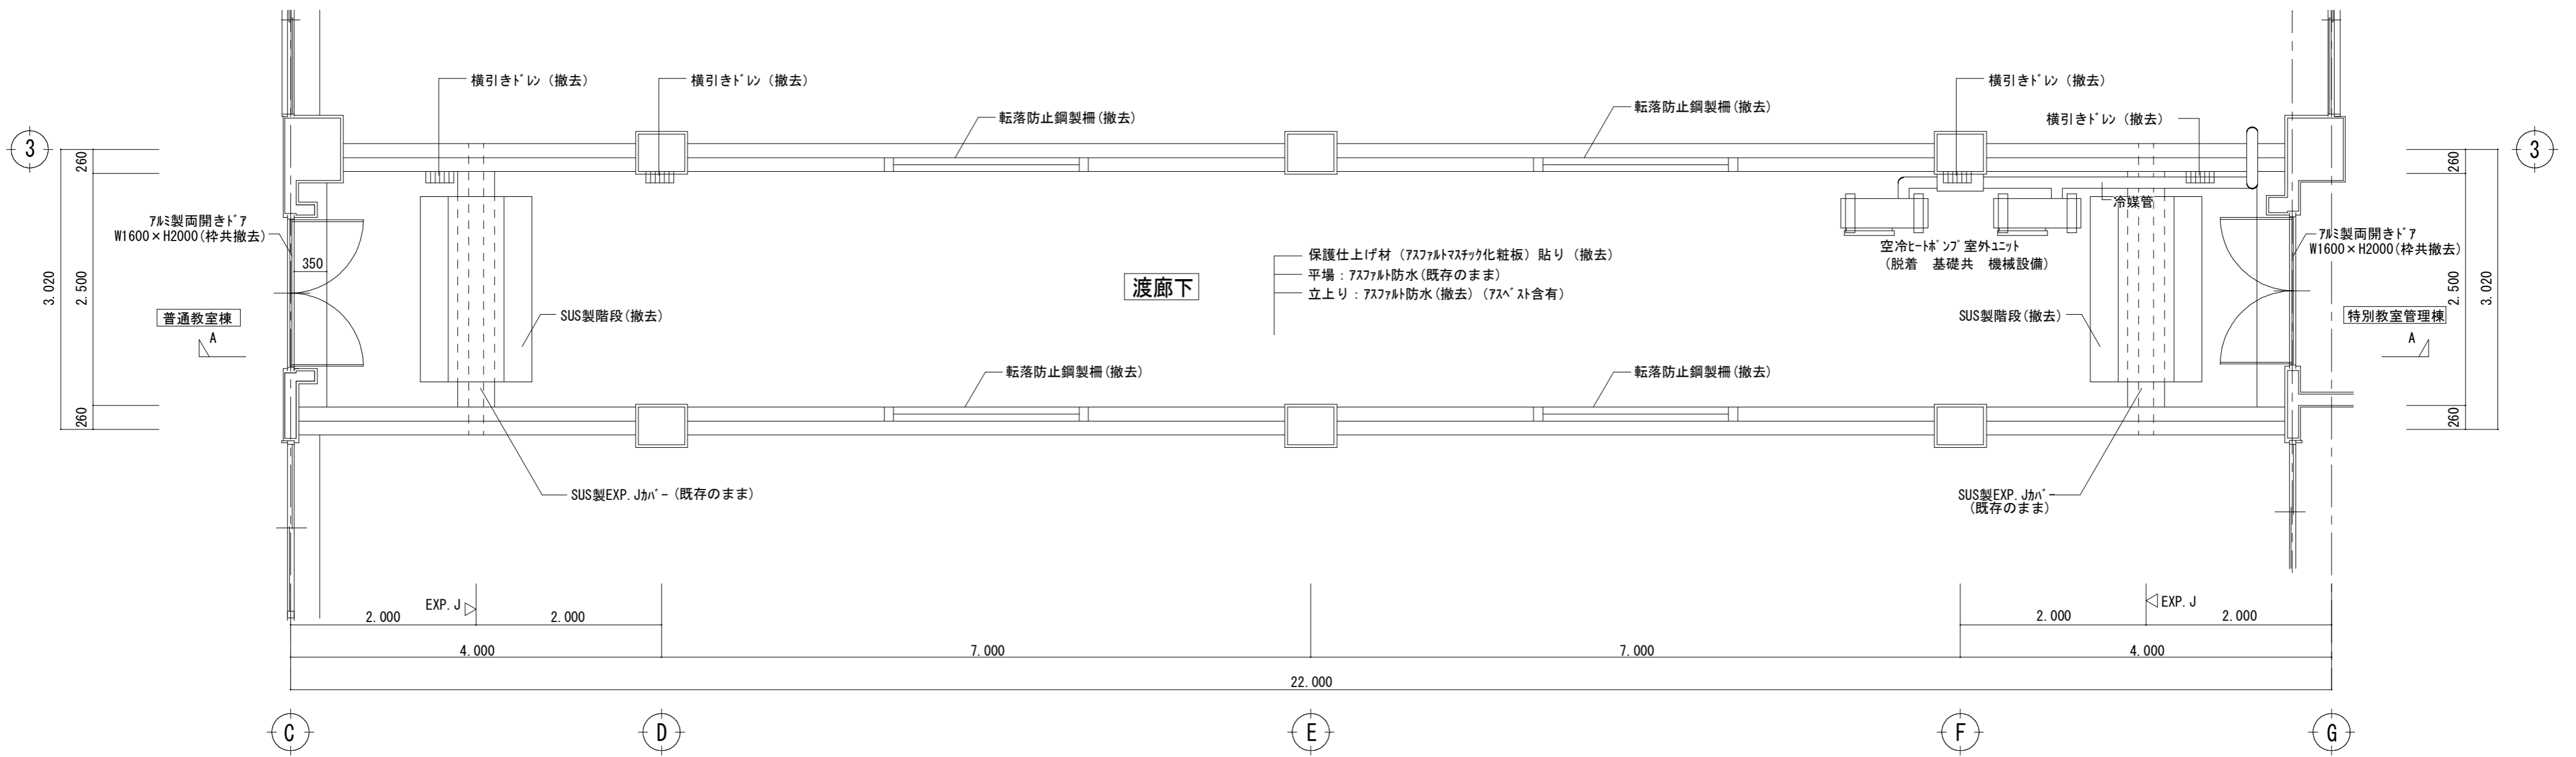 横引きﾄﾞﾚﾝ (撤去)
横引きﾄﾞﾚﾝ (撤去)
横引きﾄﾞﾚﾝ (撤去)
転落防止鋼製柵(撤去)
転落防止鋼製柵(撤去)
横引きﾄﾞﾚﾝ (撤去)
3
3
260
260
ｱﾙﾐ製両開きﾄﾞｱ
W1600×H2000(枠共撤去)
冷媒管
ｱﾙﾐ製両開きﾄﾞｱ
W1600×H2000(枠共撤去)
350
保護仕上げ材 (ｱｽﾌｧﾙﾄﾏｽﾁｯｸ化粧板) 貼り (撤去)
平場：ｱｽﾌｧﾙﾄ防水(既存のまま)
立上り：ｱｽﾌｧﾙﾄ防水(撤去) (ｱｽﾍﾞｽﾄ含有)
空冷ﾋｰﾄﾎﾟﾝﾌﾟ室外ﾕﾆｯﾄ
(脱着　基礎共　機械設備)
渡廊下
3.020
2.500
2.500
3.020
普通教室棟
A
SUS製階段(撤去)
SUS製階段(撤去)
特別教室管理棟
A
転落防止鋼製柵(撤去)
転落防止鋼製柵(撤去)
260
260
SUS製EXP.Jｶﾊﾞｰ(既存のまま)
SUS製EXP.Jｶﾊﾞｰ
(既存のまま)
EXP.J
EXP.J
2.000
2.000
2.000
2.000
4.000
7.000
7.000
4.000
22.000
C
D
E
F
G